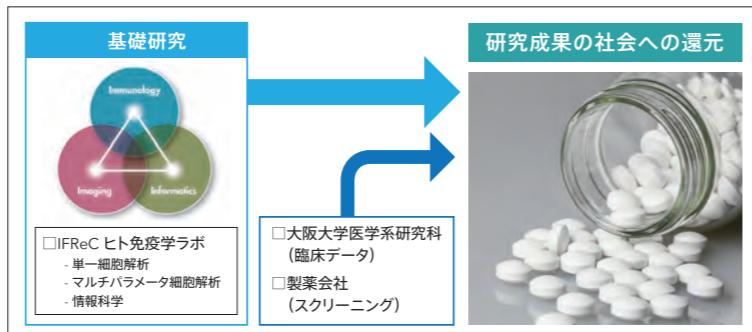 基礎研究
Immunology
Imaging
Informatics
□IFReC ヒト免疫学ラボ
- 単一細胞解析
- マルチパラメータ細胞解析
- 情報科学
□大阪大学医学系研究科
（臨床データ）
□製薬会社
（スクリーニング）
研究成果の社会への還元